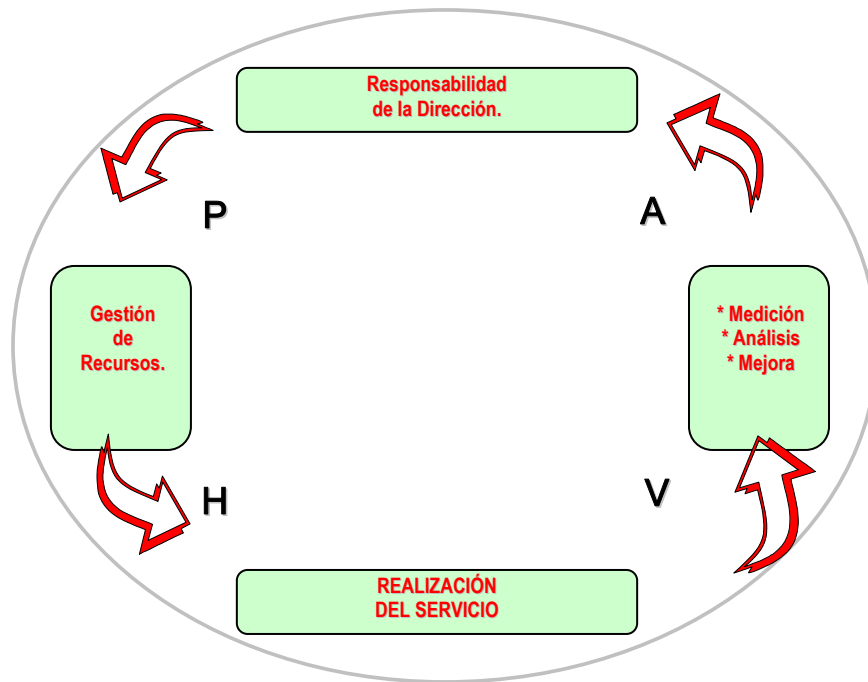 Responsabilidad
de la Dirección.
P
A
Gestión
de
Recursos.
* Medición
* Análisis
* Mejora
H
V
REALIZACIÓN
DEL SERVICIO